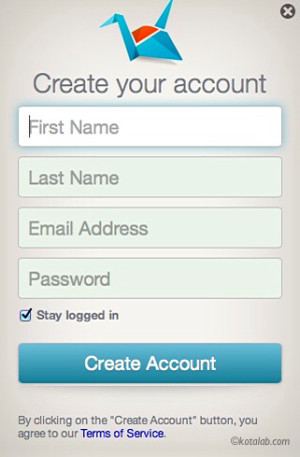 Create your account
First Name
Last Name
Email Address
Password
Stay logged in
Create Account
By clicking on the "Create Account" button, you
agree to our Terms of Service.
©kotalab.com